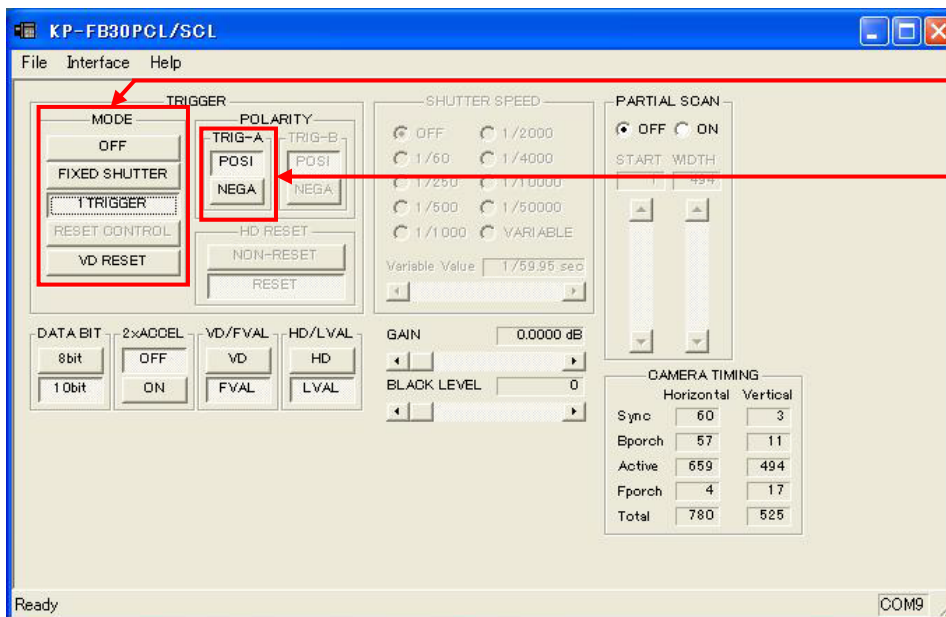 KP-FB30PCL/SCL
File Interface Help
TRIGGER
MODE
OFF
FIXED SHUTTER
1 TRIGGER
RESET CONTROL
VD RESET
POLARITY
TRIG-A
POSI
NEGA
TRIG-B
POSI
NEGA
HD RESET
NON-RESET
RESET
SHUTTER SPEED
OFF 1/2000
1/60 1/4000
1/250 1/10000
1/500 1/50000
1/1000 VARIABLE
Variable Value 1/59.95 sec
PARTIAL SCAN
OFF ON
START WIDTH
1 494
DATA BIT
8bit
10bit
2xACCEL
OFF
ON
VD/FVAL
VD
FVAL
HD/LVAL
HD
LVAL
GAIN 0.0000 dB
BLACK LEVEL 0
CAMERA TIMING
Horizontal Vertical
Sync 60 3
Bporch 57 11
Active 659 494
Fporch 4 17
Total 780 525
Ready COM9